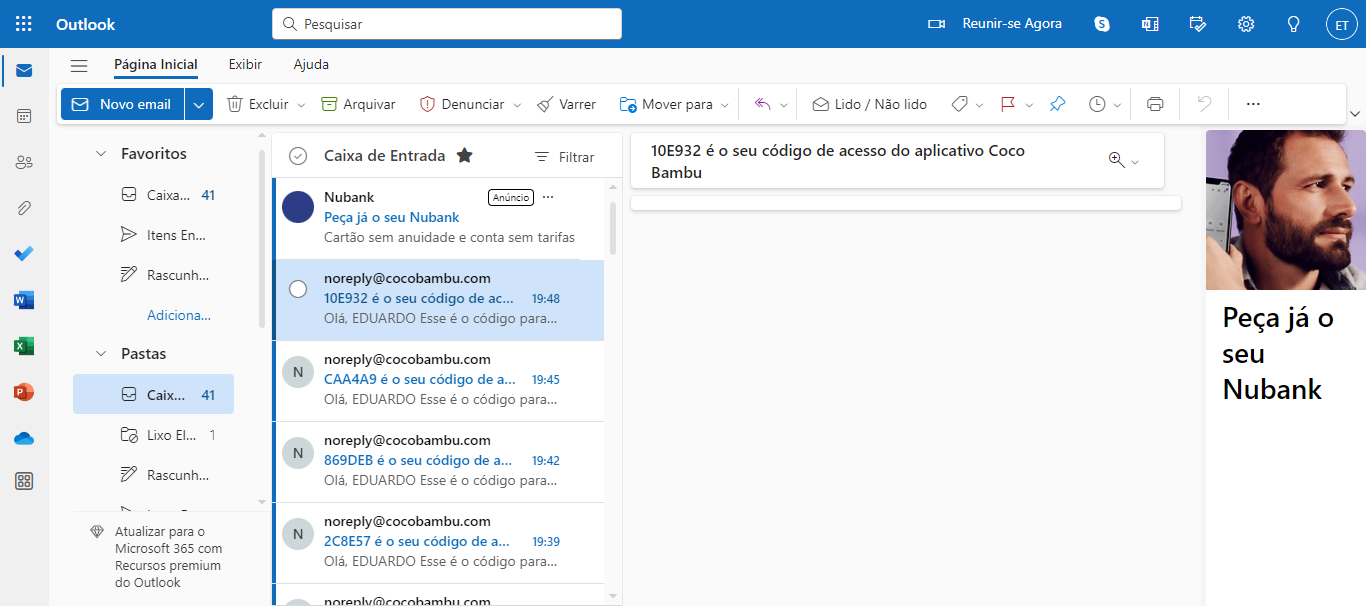 Outlook
Pesquisar
Reunir-se Agora
ET
Página Inicial
Exibir
Ajuda
Novo email
Excluir
Arquivar
Denunciar
Varrer
Mover para
Lido / Não lido
Favoritos
Caixa... 41
Itens En...
Rascunh...
Adiciona...
Pastas
Caix... 41
Lixo El... 1
Rascunh...
Atualizar para o
Microsoft 365 com
Recursos premium
do Outlook
Caixa de Entrada
Filtrar
Nubank
Anúncio
Peça já o seu Nubank
Cartão sem anuidade e conta sem tarifas
noreply@cocobambu.com
10E932 é o seu código de ac... 19:48
Olá, EDUARDO Esse é o código para...
N
noreply@cocobambu.com
CAA4A9 é o seu código de a... 19:45
Olá, EDUARDO Esse é o código para...
N
noreply@cocobambu.com
869DEB é o seu código de a... 19:42
Olá, EDUARDO Esse é o código para...
N
noreply@cocobambu.com
2C8E57 é o seu código de a... 19:39
Olá, EDUARDO Esse é o código para...
noreply@cocobambu.com
10E932 é o seu código de acesso do aplicativo Coco
Bambu
Peça já o
seu
Nubank